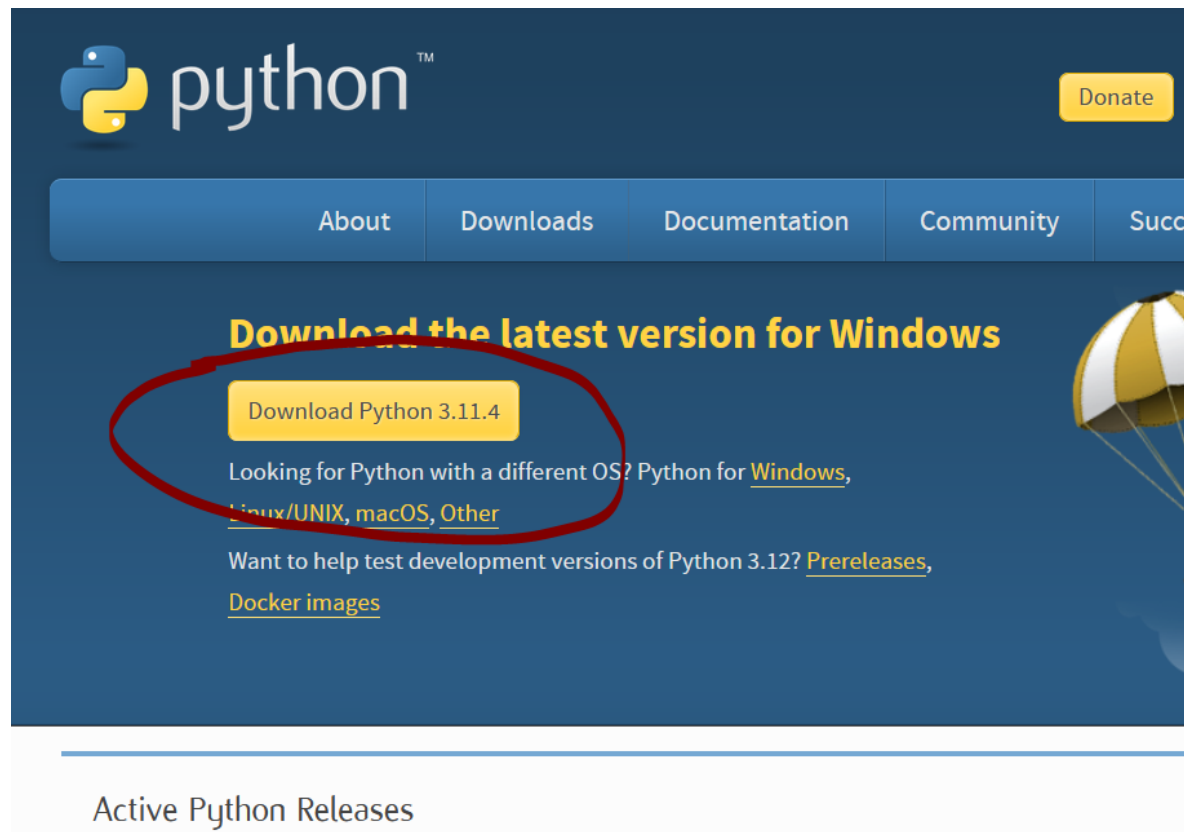 python™
Donate
About Downloads Documentation Community Succ
Download the latest version for Windows
Download Python 3.11.4
Looking for Python with a different OS? Python for Windows,
Linux/UNIX, macOS, Other
Want to help test development versions of Python 3.12? Prereleases,
Docker images
Active Python Releases